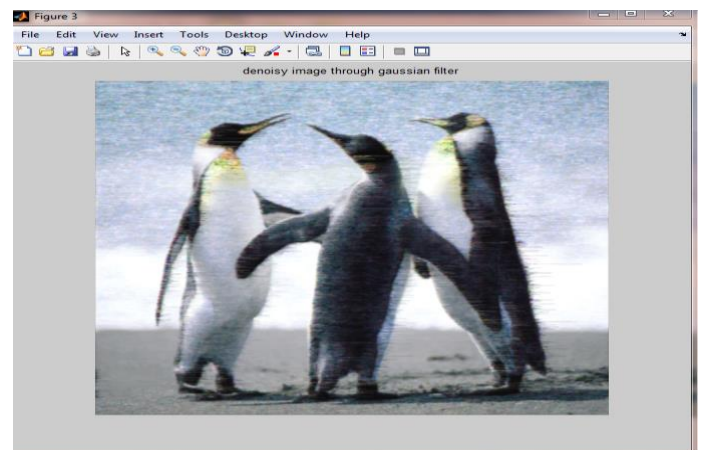 Figure 3
File Edit View Insert Tools Desktop Window Help
denoisy image through gaussian filter